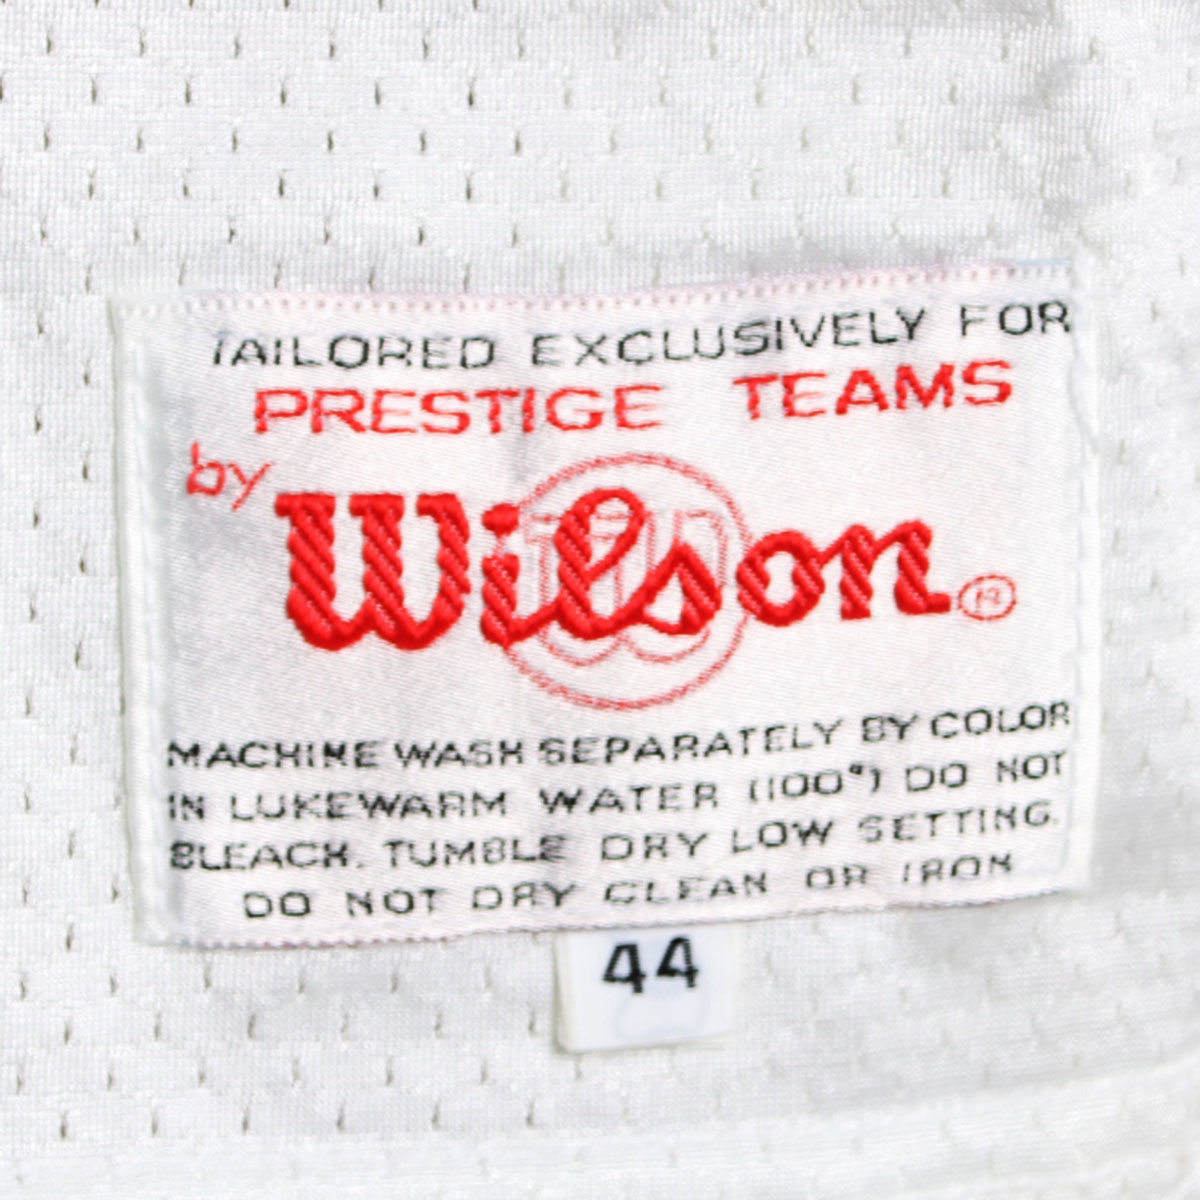 TAILORED EXCLUSIVELY FOR
PRESTIGE TEAMS
by Wilson®
MACHINE WASH SEPARATELY BY COLOR
IN LUKEWARM WATER (100°) DO NOT
BLEACH. TUMBLE DRY LOW SETTING.
DO NOT DRY CLEAN OR IRON
44